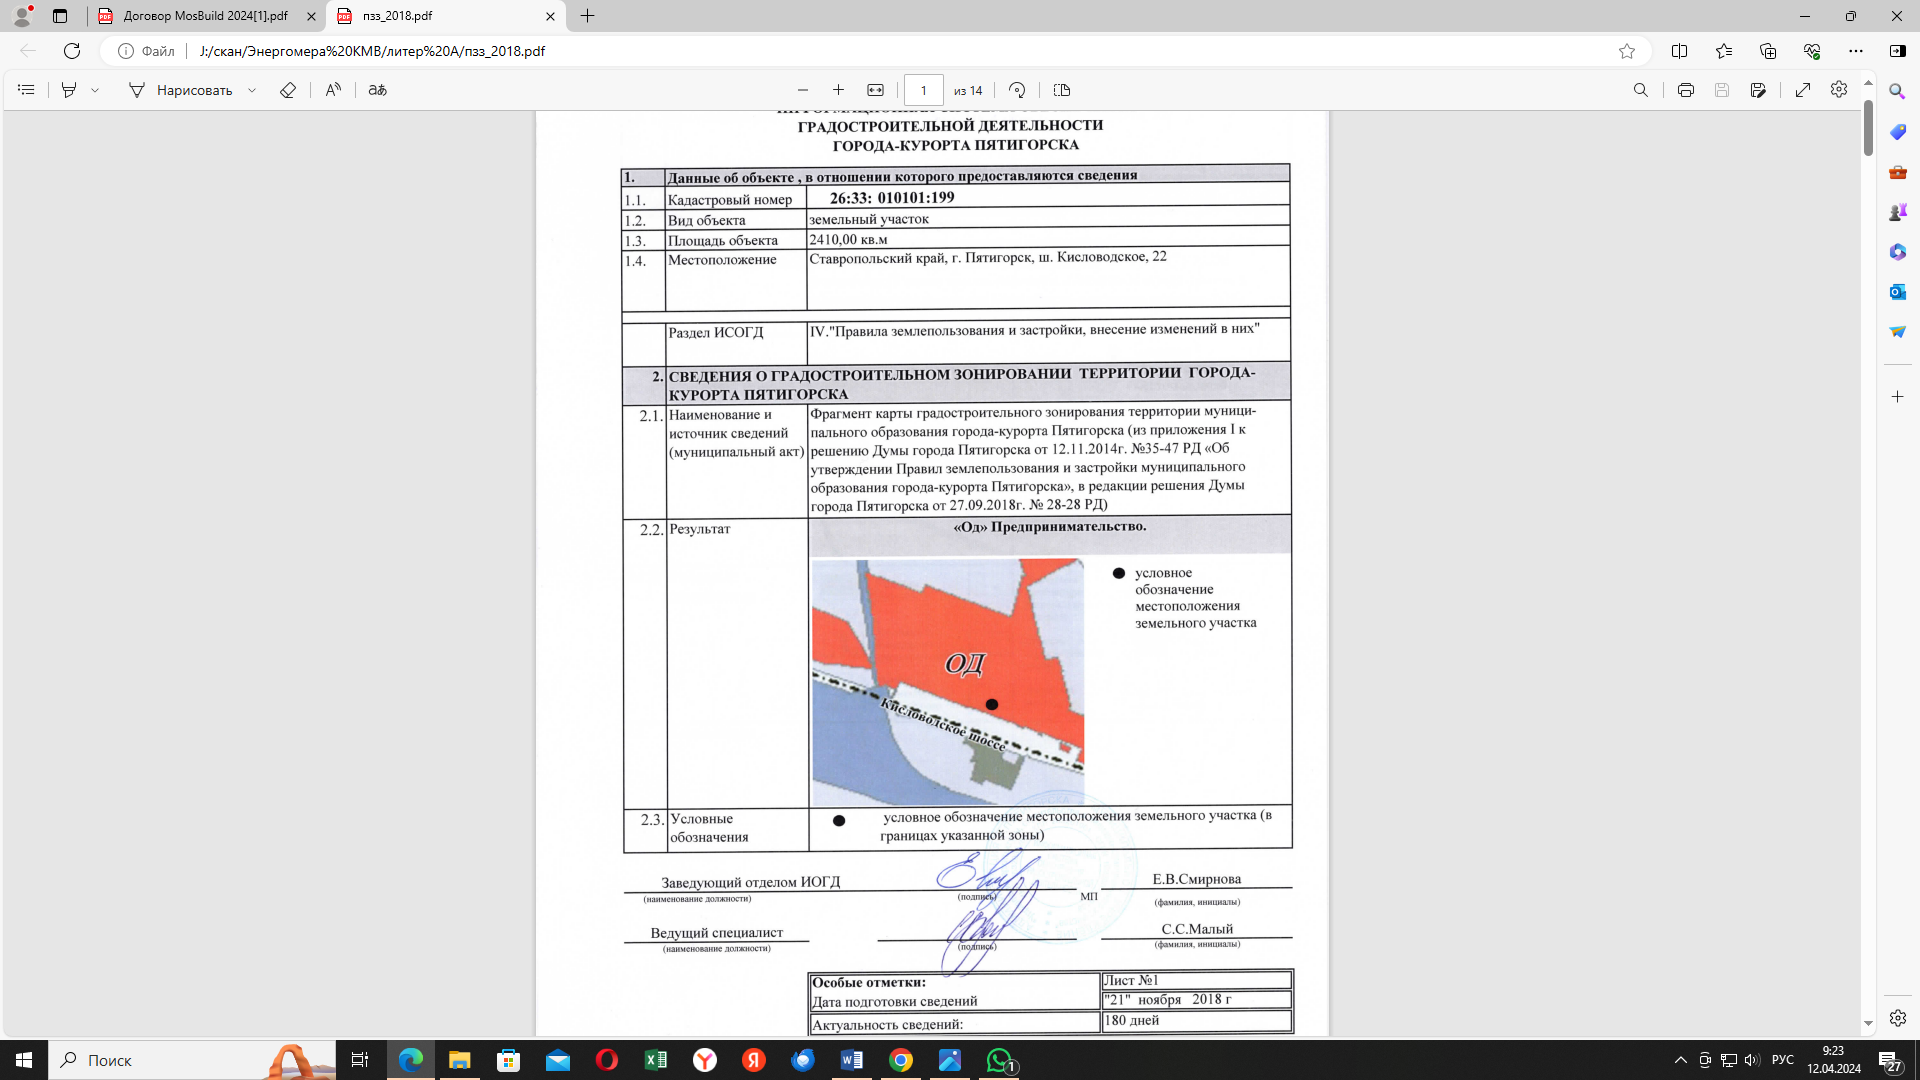 Договор MosBuild 2024[1].pdf
пзз_2018.pdf
Файл
J:/скан/Энергомера%20КМВ/литер%20А/пзз_2018.pdf
Нарисовать
1
из 14
ГРАДОСТРОИТЕЛЬНОЙ ДЕЯТЕЛЬНОСТИ
ГОРОДА-КУРОРТА ПЯТИГОРСКА
1. Данные об объекте , в отношении которого предоставляются сведения
1.1. Кадастровый номер 26:33: 010101:199
1.2. Вид объекта земельный участок
1.3. Площадь объекта 2410,00 кв.м
1.4. Местоположение Ставропольский край, г. Пятигорск, ш. Кисловодское, 22
Раздел ИСОГД IV."Правила землепользования и застройки, внесение изменений в них"
2. СВЕДЕНИЯ О ГРАДОСТРОИТЕЛЬНОМ ЗОНИРОВАНИИ ТЕРРИТОРИИ ГОРОДА-
КУРОРТА ПЯТИГОРСКА
2.1. Наименование и
источник сведений
(муниципальный акт)
Фрагмент карты градостроительного зонирования территории муници-
пального образования города-курорта Пятигорска (из приложения I к
решению Думы города Пятигорска от 12.11.2014г. №35-47 РД «Об
утверждении Правил землепользования и застройки муниципального
образования города-курорта Пятигорска», в редакции решения Думы
города Пятигорска от 27.09.2018г. № 28-28 РД)
2.2. Результат
«Од» Предпринимательство.
условное
обозначение
местоположения
земельного участка
ОД
Кисловодское шоссе
2.3. Условные
обозначения
условное обозначение местоположения земельного участка (в
границах указанной зоны)
Заведующий отделом ИОГД
Е.В.Смирнова
(наименование должности)
(подпись)
МП
(фамилия, инициалы)
Ведущий специалист
С.С.Малый
(наименование должности)
(подпись)
(фамилия, инициалы)
Особые отметки:
Лист №1
Дата подготовки сведений
"21" ноября 2018 г
Актуальность сведений:
180 дней
Поиск
1
РУС
9:23
12.04.2024
27